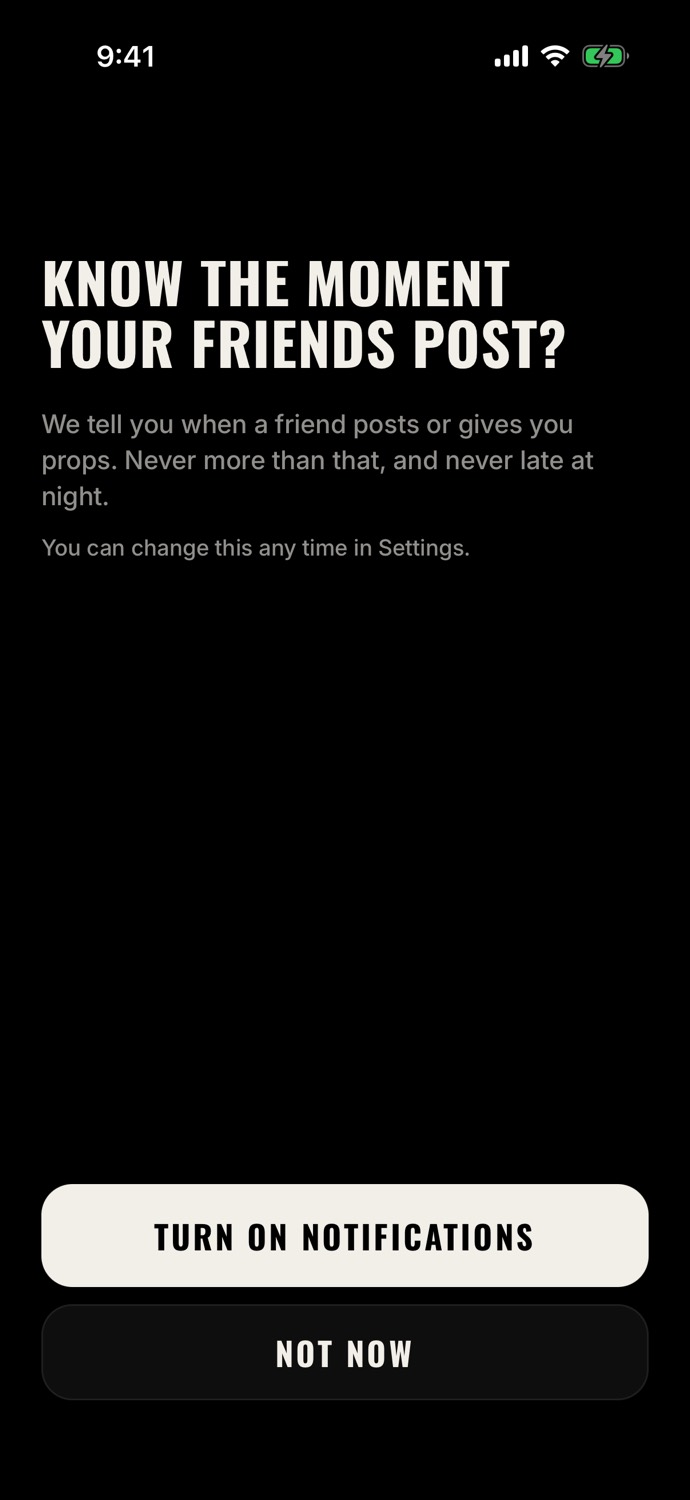 9:41
KNOW THE MOMENT
YOUR FRIENDS POST?
We tell you when a friend posts or gives you
props. Never more than that, and never late at
night.
You can change this any time in Settings.
TURN ON NOTIFICATIONS
NOT NOW